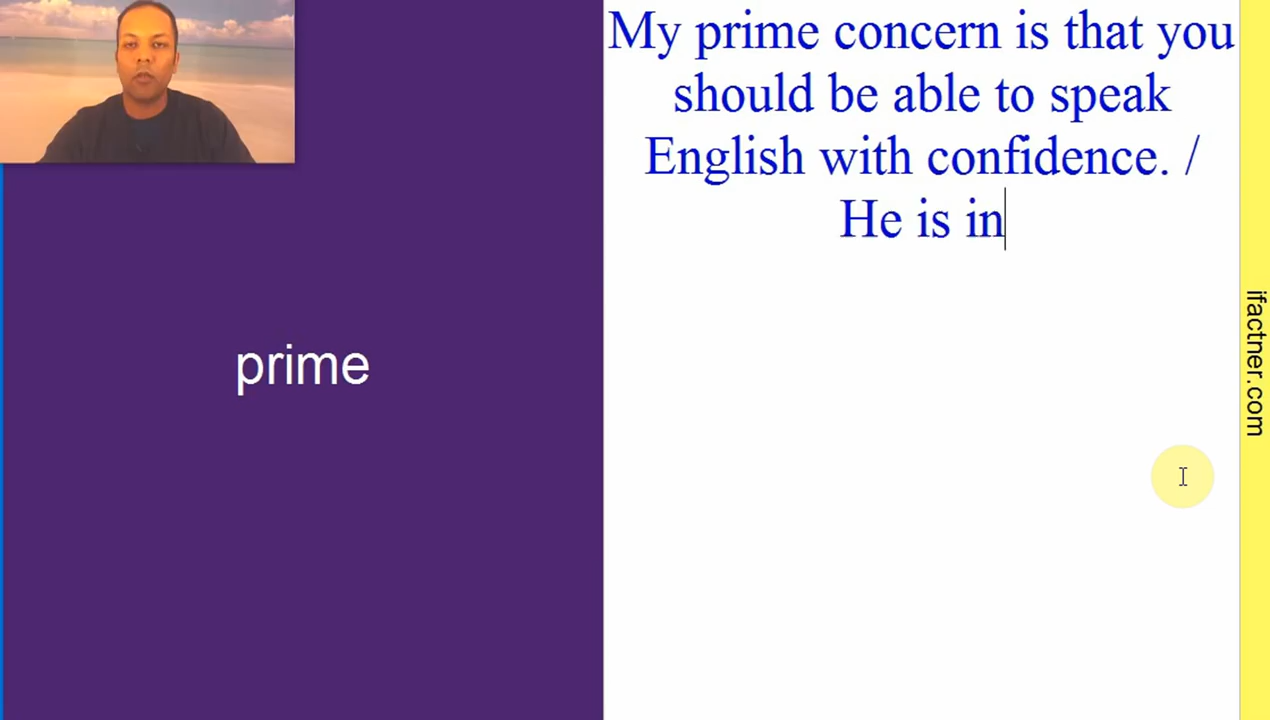 My prime concern is that you
should be able to speak
English with confidence. /
He is in
prime
ifactner.com